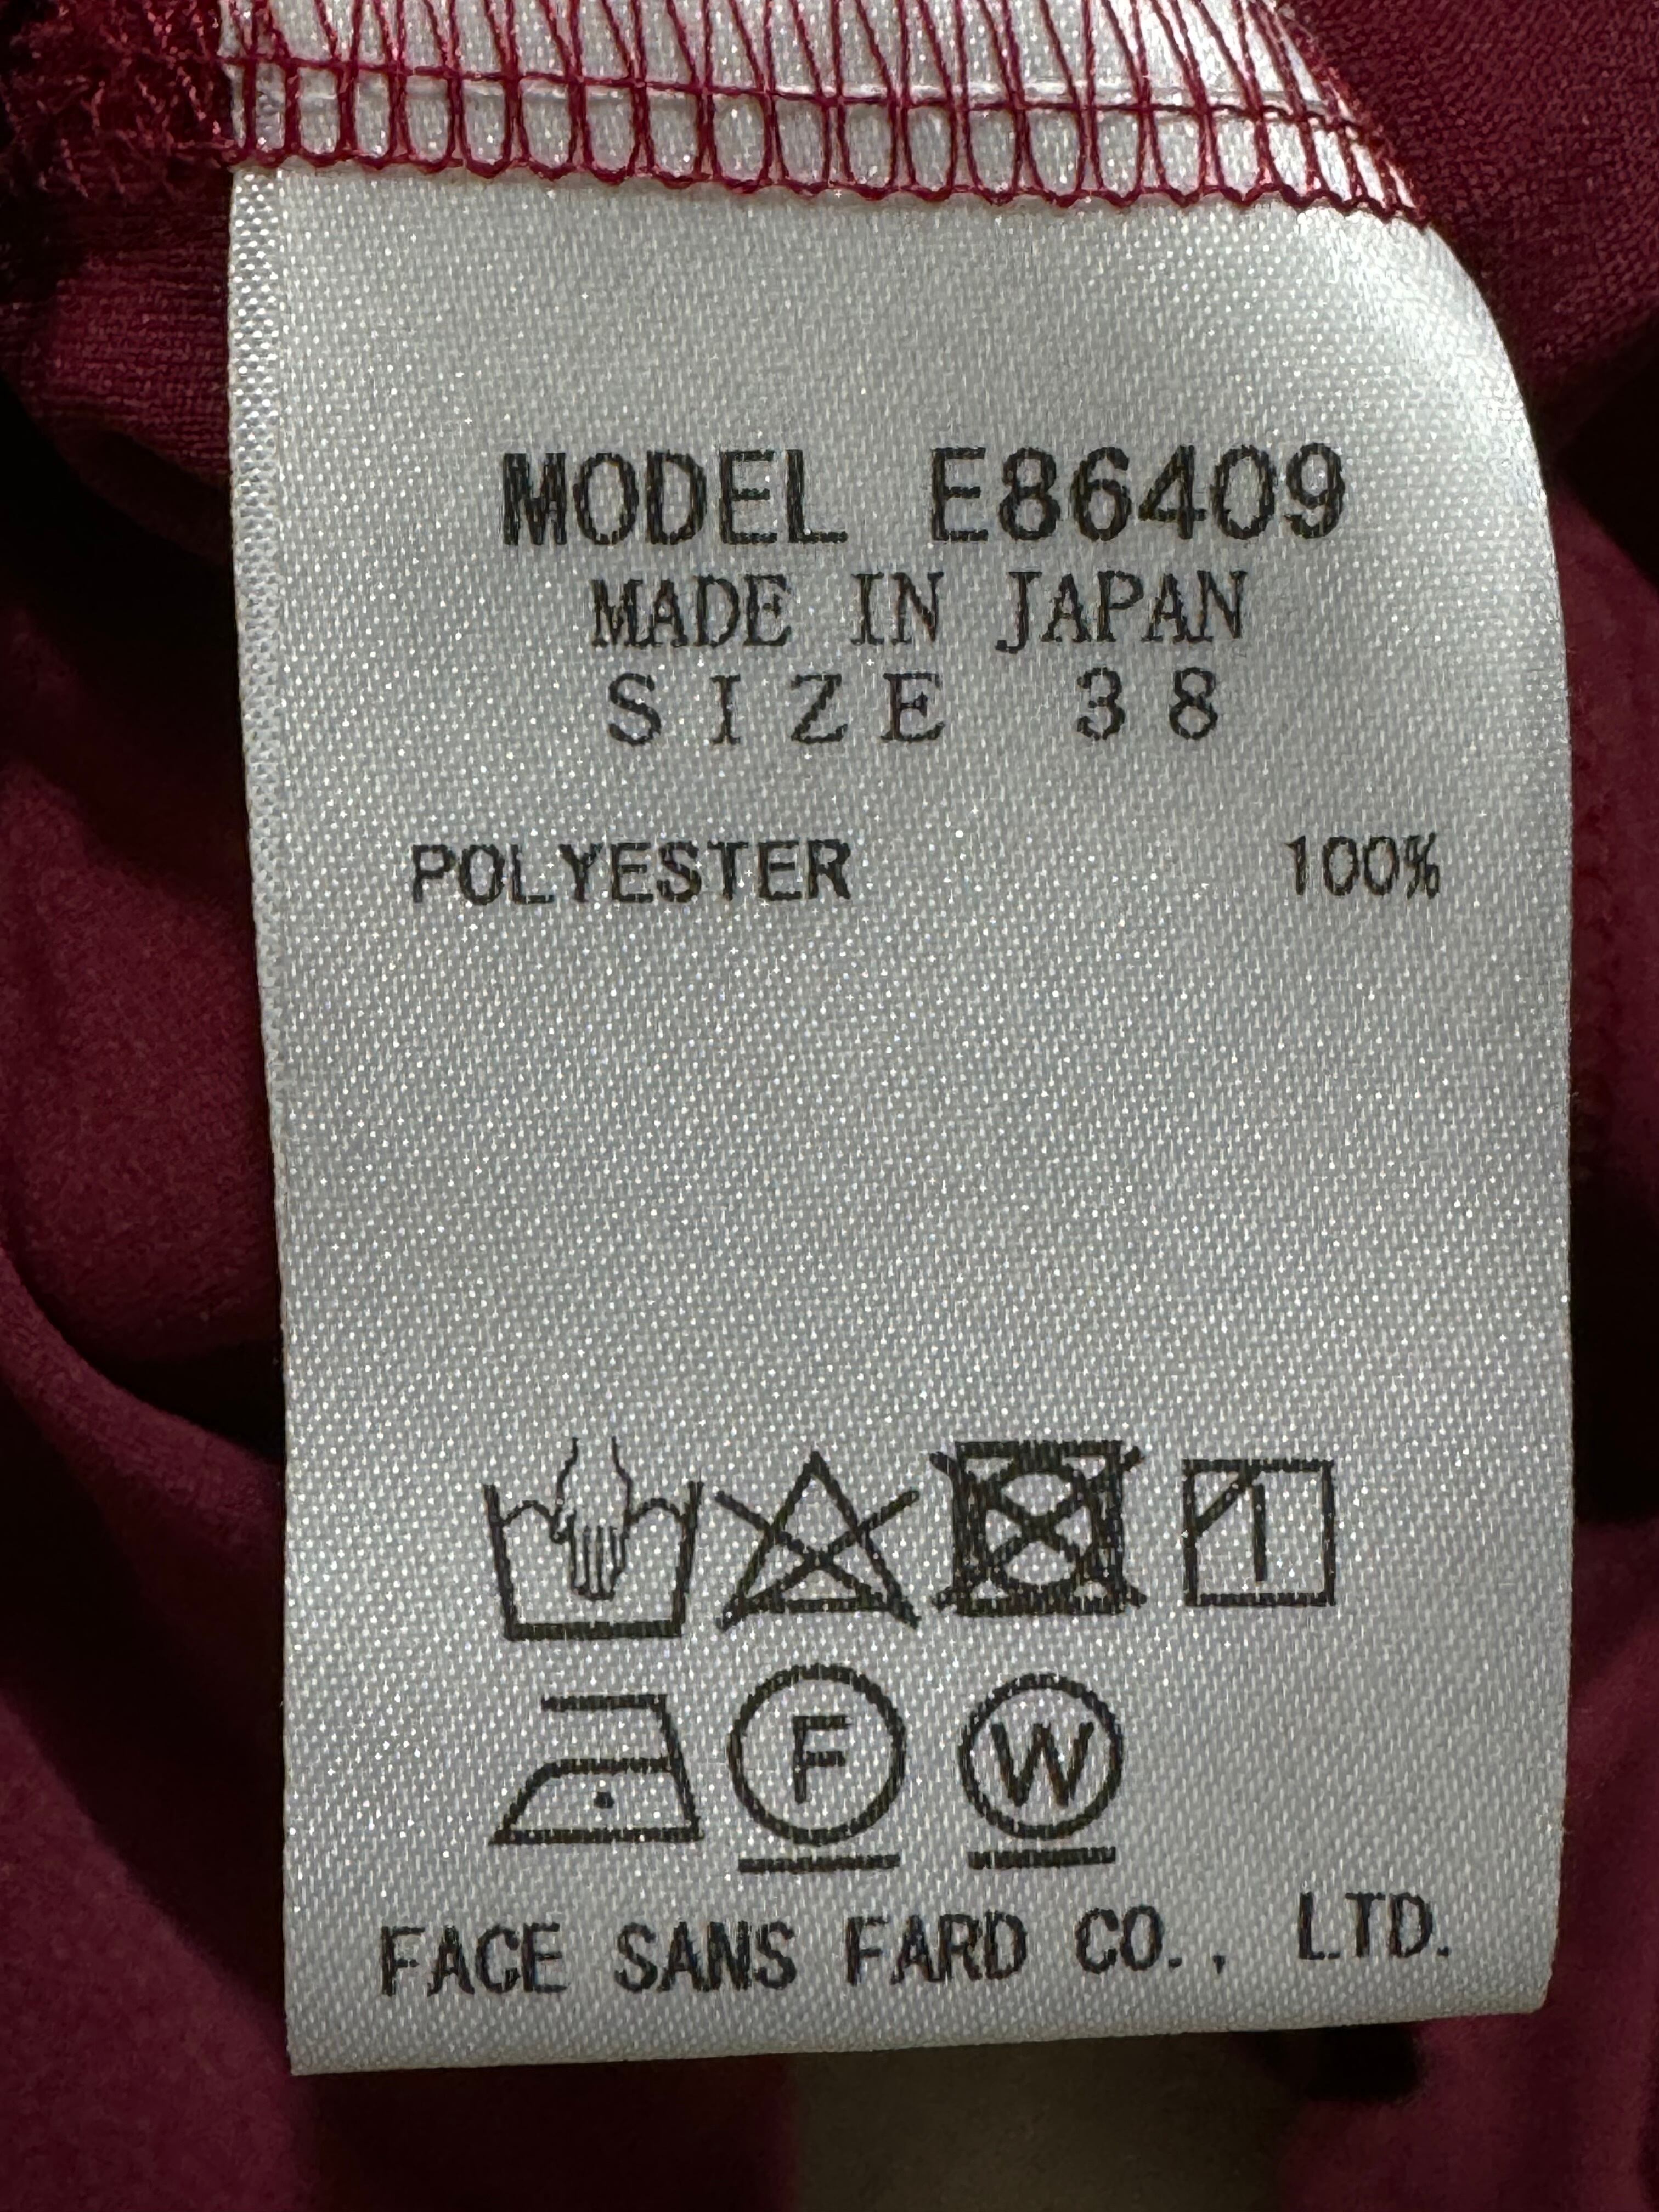 MODEL E86409
MADE IN JAPAN
SIZE 38
POLYESTER 100%
F W
FACE SANS FARD CO., LTD.